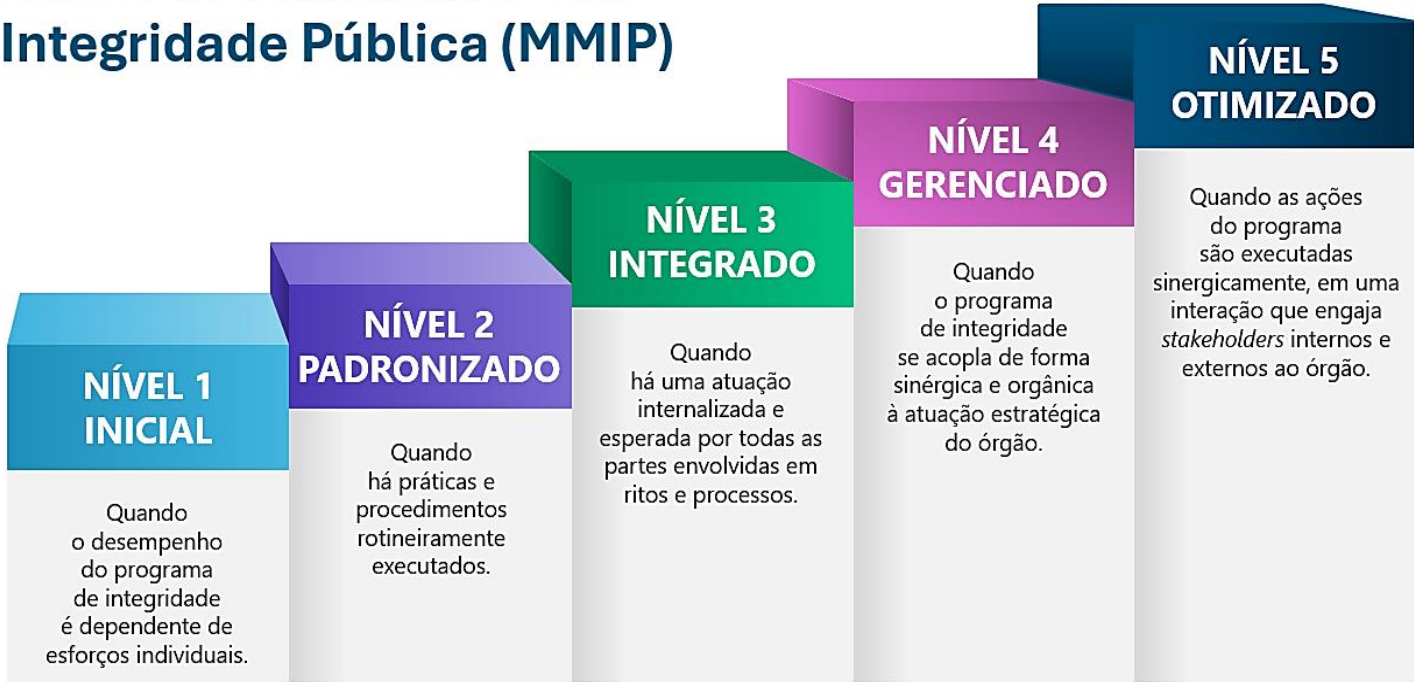 Integridade Pública (MMIP)
NÍVEL 1
INICIAL
Quando
o desempenho
do programa
de integridade
é dependente de
esforços individuais.
NÍVEL 2
PADRONIZADO
Quando
há práticas e
procedimentos
rotineiramente
executados.
NÍVEL 3
INTEGRADO
Quando
há uma atuação
internalizada e
esperada por todas as
partes envolvidas em
ritos e processos.
NÍVEL 4
GERENCIADO
Quando
o programa
de integridade
se acopla de forma
sinérgica e orgânica
à atuação estratégica
do órgão.
NÍVEL 5
OTIMIZADO
Quando as ações
do programa
são executadas
sinergicamente, em uma
interação que engaja
stakeholders internos e
externos ao órgão.